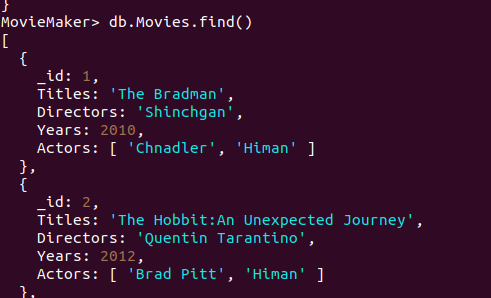 }
MovieMaker> db.Movies.find()
[
  {
    _id: 1,
    Titles: 'The Bradman',
    Directors: 'Shinchgan',
    Years: 2010,
    Actors: [ 'Chnadler', 'Himan' ]
  },
  {
    _id: 2,
    Titles: 'The Hobbit:An Unexpected Journey',
    Directors: 'Quentin Tarantino',
    Years: 2012,
    Actors: [ 'Brad Pitt', 'Himan' ]
  },